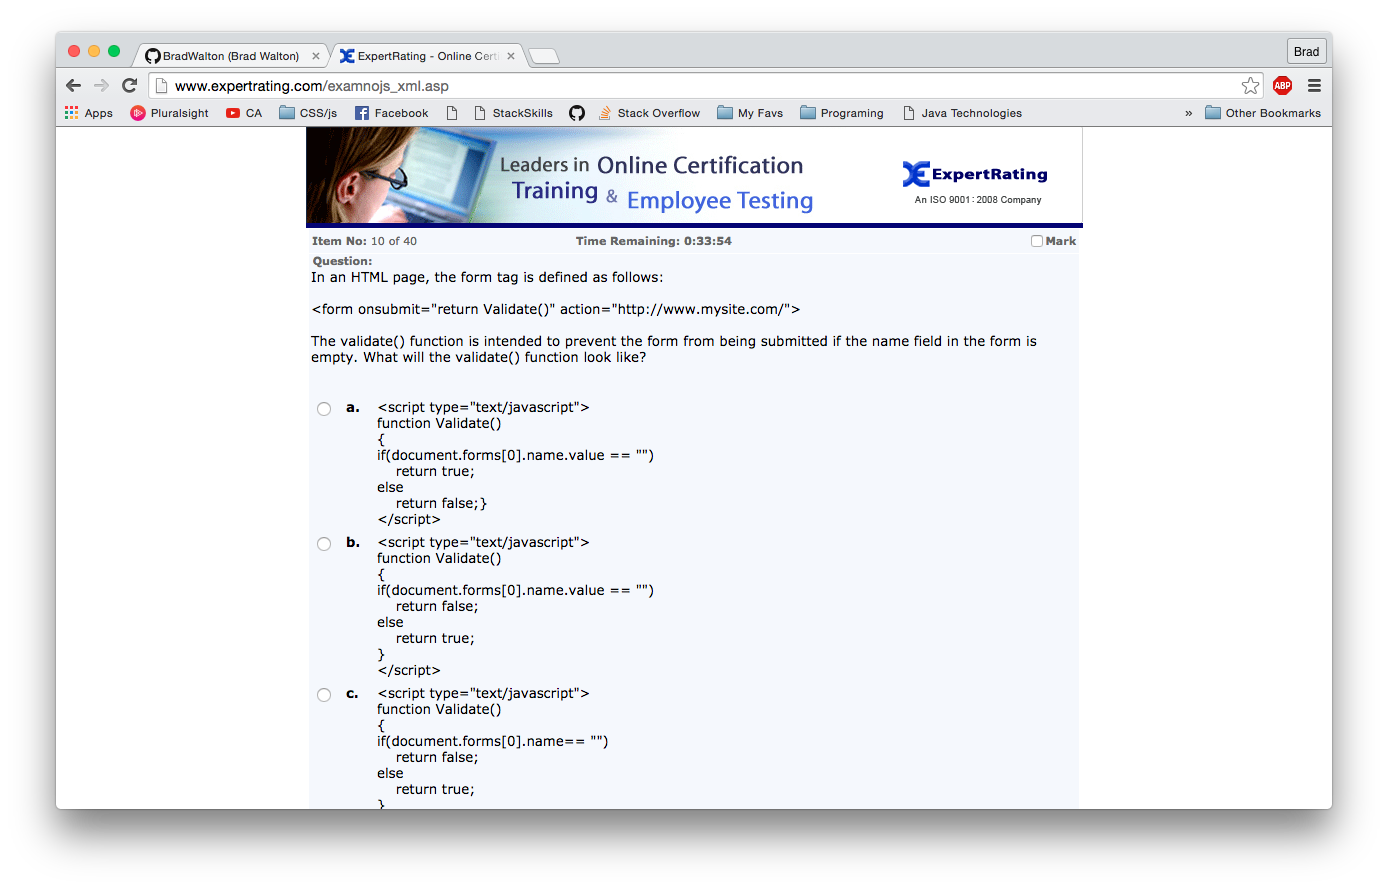 BradWalton (Brad Walton)
ExpertRating - Online Certi
Brad
www.expertrating.com/examnojs_xml.asp
ABP
Apps Pluralsight CA CSS/js Facebook StackSkills Stack Overflow My Favs Programing Java Technologies » Other Bookmarks
Leaders in Online Certification
Training & Employee Testing
ExpertRating
An ISO 9001:2008 Company
Item No: 10 of 40 Time Remaining: 0:33:54 Mark
Question:
In an HTML page, the form tag is defined as follows:
<form onsubmit="return Validate()" action="http://www.mysite.com/">
The validate() function is intended to prevent the form from being submitted if the name field in the form is
empty. What will the validate() function look like?
a. <script type="text/javascript">
function Validate()
{
if(document.forms[0].name.value == "")
return true;
else
return false;}
</script>
b. <script type="text/javascript">
function Validate()
{
if(document.forms[0].name.value == "")
return false;
else
return true;
}
</script>
c. <script type="text/javascript">
function Validate()
{
if(document.forms[0].name== "")
return false;
else
return true;
}